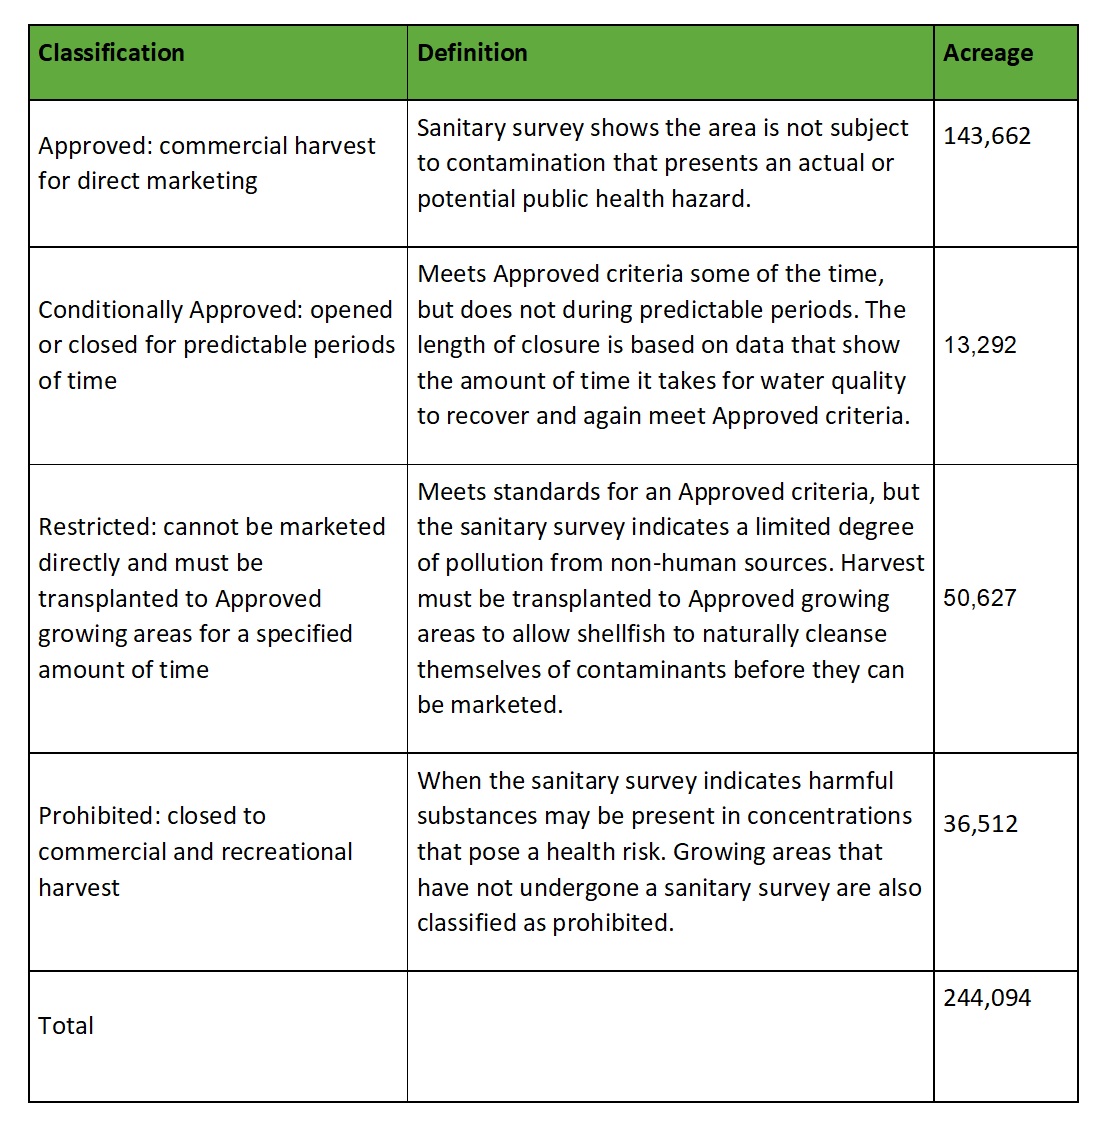 Classification
Definition
Acreage
Approved: commercial harvest
for direct marketing
Sanitary survey shows the area is not subject
to contamination that presents an actual or
potential public health hazard.
143,662
Conditionally Approved: opened
or closed for predictable periods
of time
Meets Approved criteria some of the time,
but does not during predictable periods. The
length of closure is based on data that show
the amount of time it takes for water quality
to recover and again meet Approved criteria.
13,292
Restricted: cannot be marketed
directly and must be
transplanted to Approved
growing areas for a specified
amount of time
Meets standards for an Approved criteria, but
the sanitary survey indicates a limited degree
of pollution from non-human sources. Harvest
must be transplanted to Approved growing
areas to allow shellfish to naturally cleanse
themselves of contaminants before they can
be marketed.
50,627
Prohibited: closed to
commercial and recreational
harvest
When the sanitary survey indicates harmful
substances may be present in concentrations
that pose a health risk. Growing areas that
have not undergone a sanitary survey are also
classified as prohibited.
36,512
Total
244,094